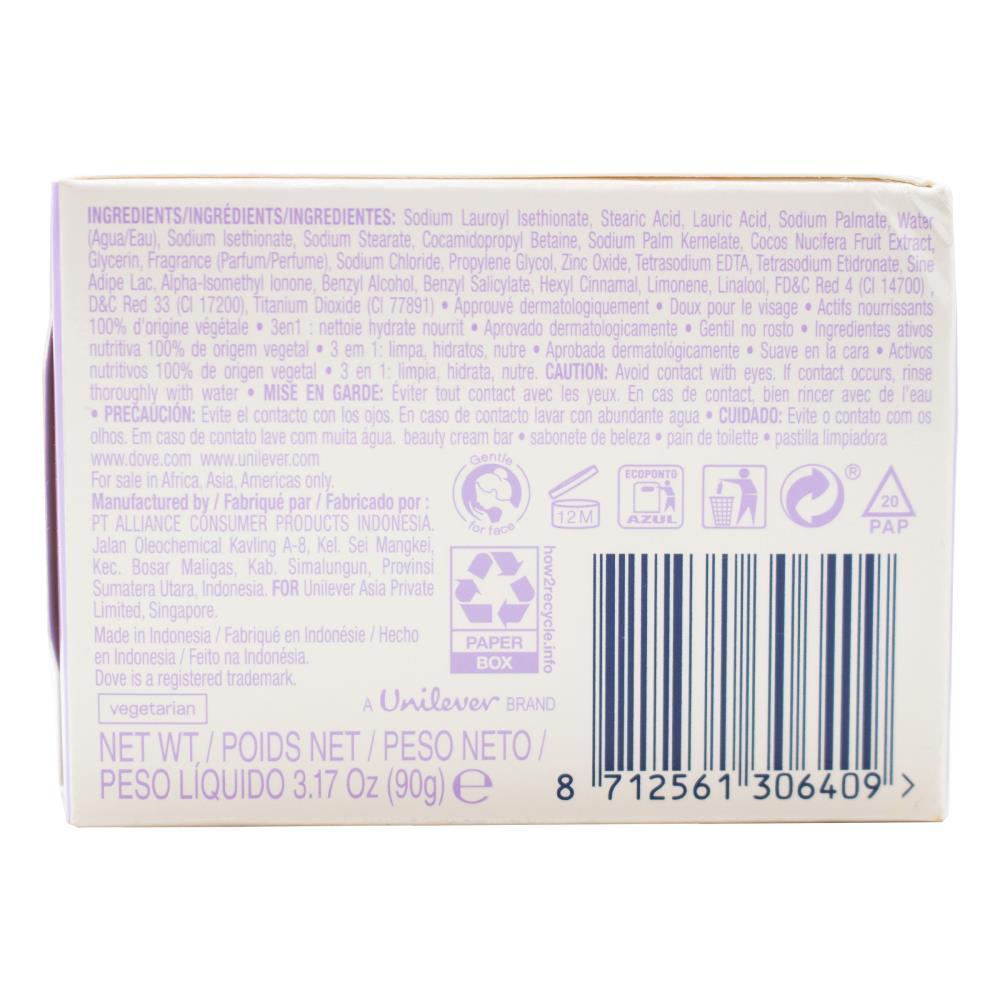 INGREDIENTS/INGRÉDIENTS/INGREDIENTES: Sodium Lauroyl Isethionate, Stearic Acid, Lauric Acid, Sodium Palmate, Water
(Agua/Eau), Sodium Isethionate, Sodium Stearate, Cocamidopropyl Betaine, Sodium Palm Kernelate, Cocos Nucifera Fruit Extract,
Glycerin, Fragrance (Parfum/Perfume), Sodium Chloride, Propylene Glycol, Zinc Oxide, Tetrasodium EDTA, Tetrasodium Etidronate, Sine
Adipe Lac, Alpha-Isomethyl Ionone, Benzyl Alcohol, Benzyl Salicylate, Hexyl Cinnamal, Limonene, Linalool, FD&C Red 4 (CI 14700) ,
D&C Red 33 (CI 17200), Titanium Dioxide (CI 77891) • Approuvé dermatologiquement • Doux pour le visage • Actifs nourrissants
100% d'origine végétale • 3en1 : nettoie hydrate nourrit • Aprovado dermatologicamente • Gentil no rosto • Ingredientes ativos
nutritiva 100% de origem vegetal • 3 em 1: limpa, hidratos, nutre • Aprobada dermatológicamente • Suave en la cara • Activos
nutritivos 100% de origen vegetal • 3 en 1: limpia, hidrata, nutre. CAUTION: Avoid contact with eyes. If contact occurs, rinse
thoroughly with water • MISE EN GARDE: Éviter tout contact avec les yeux. En cas de contact, bien rincer avec de l'eau
• PRECAUCIÓN: Evite el contacto con los ojos. En caso de contacto lavar con abundante agua • CUIDADO: Evite o contato com os
olhos. Em caso de contato lave com muita água. beauty cream bar • sabonete de beleza • pain de toilette • pastilla limpiadora
www.dove.com www.unilever.com
For sale in Africa, Asia, Americas only.
Manufactured by / Fabriqué par / Fabricado por :
PT ALLIANCE CONSUMER PRODUCTS INDONESIA.
Jalan Oleochemical Kavling A-8, Kel. Sei Mangkei,
Kec. Bosar Maligas, Kab. Simalungun, Provinsi
Sumatera Utara, Indonesia. FOR Unilever Asia Private
Limited, Singapore.
Made in Indonesia / Fabriqué en Indonésie / Hecho
en Indonesia / Feito na Indonésia.
Dove is a registered trademark.
vegetarian
Gentle
for face
12M
ECOPONTO
AZUL
®
20
PAP
PAPER
BOX
how2recycle.info
A Unilever BRAND
NET WT. / POIDS NET / PESO NETO /
PESO LÍQUIDO 3.17 Oz (90g) e
8 712561 306409 >